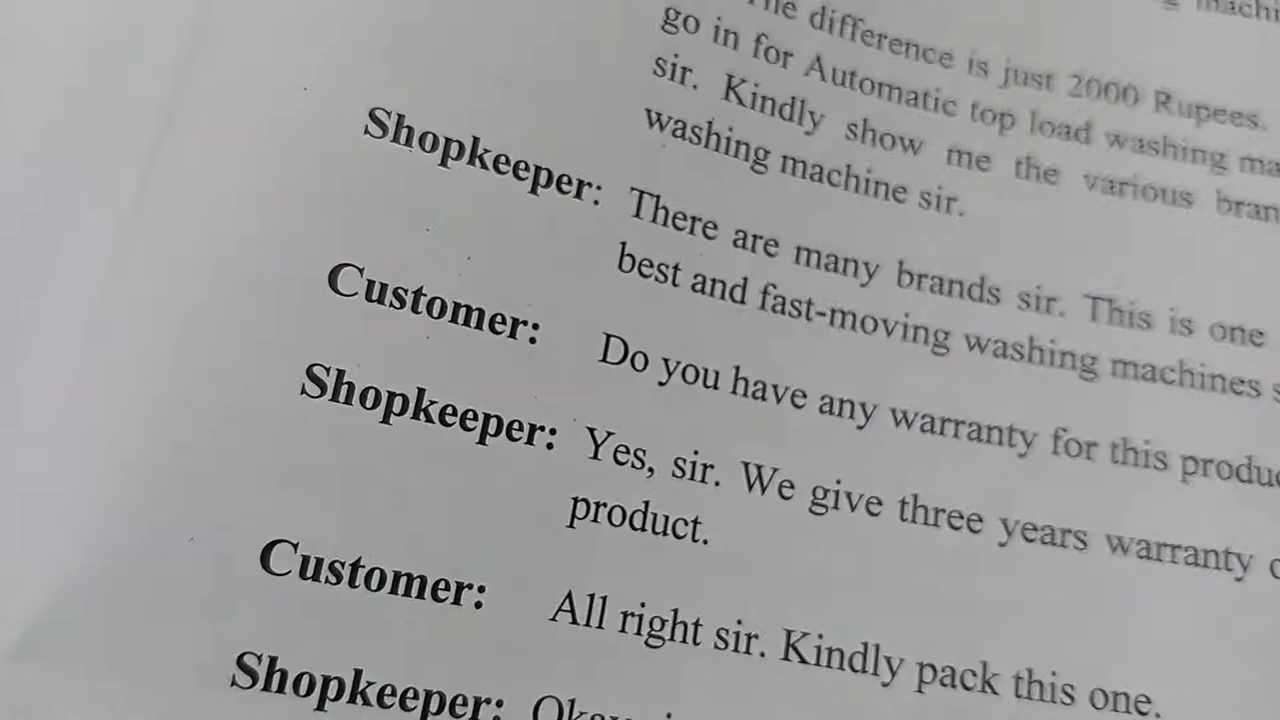 The difference is just 2000 Rupees.
go in for Automatic top load washing
sir. Kindly show me the various
washing machine sir.
Shopkeeper: There are many brands sir. This is one
best and fast-moving washing machines
Customer: Do you have any warranty for this
Shopkeeper: Yes, sir. We give three years warranty
product.
Customer: All right sir. Kindly pack this one.
Shopkeeper: